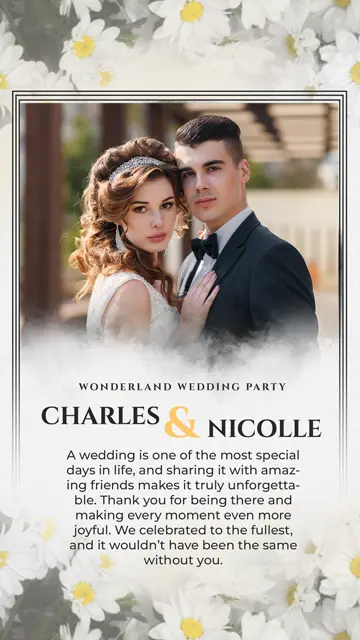 WONDERLAND WEDDING PARTY
CHARLES & NICOLLE
A wedding is one of the most special
days in life, and sharing it with amaz-
ing friends makes it truly unforgetta-
ble. Thank you for being there and
making every moment even more
joyful. We celebrated to the fullest,
and it wouldn't have been the same
without you.